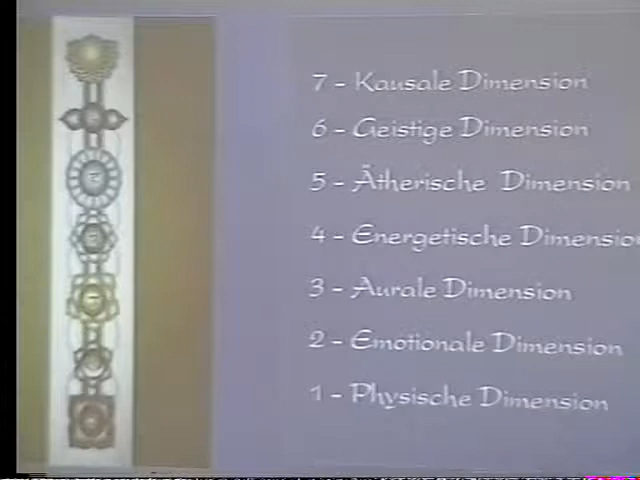 7 - Kausale Dimension
6 - Geistige Dimension
5 - Ätherische Dimension
4 - Energetische Dimension
3 - Aurale Dimension
2 - Emotionale Dimension
1 - Physische Dimension